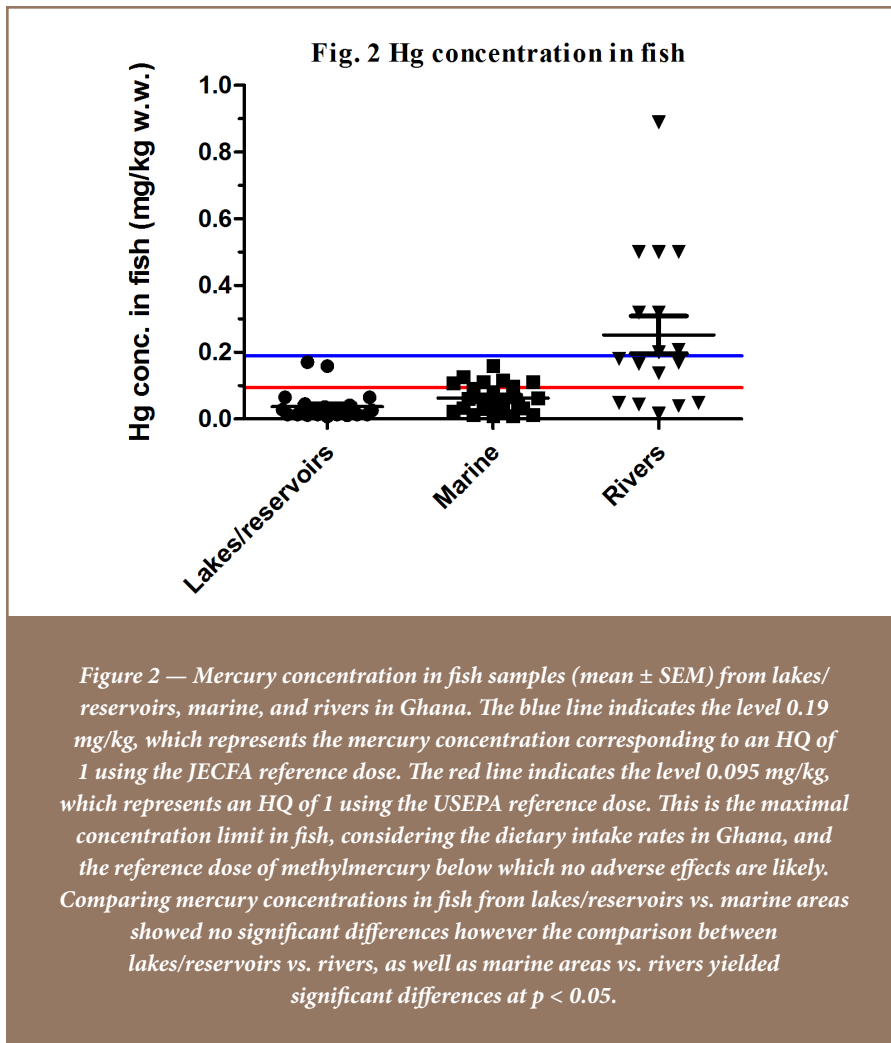 Fig. 2 Hg concentration in fish
Hg conc. in fish (mg/kg w.w.)
1.0
0.8
0.6
0.4
0.2
0.0
Lakes/reservoirs
Marine
Rivers
Figure 2 — Mercury concentration in fish samples (mean ± SEM) from lakes/
reservoirs, marine, and rivers in Ghana. The blue line indicates the level 0.19
mg/kg, which represents the mercury concentration corresponding to an HQ of
1 using the JECFA reference dose. The red line indicates the level 0.095 mg/kg,
which represents an HQ of 1 using the USEPA reference dose. This is the maximal
concentration limit in fish, considering the dietary intake rates in Ghana, and
the reference dose of methylmercury below which no adverse effects are likely.
Comparing mercury concentrations in fish from lakes/reservoirs vs. marine areas
showed no significant differences however the comparison between
lakes/reservoirs vs. rivers, as well as marine areas vs. rivers yielded
significant differences at p < 0.05.